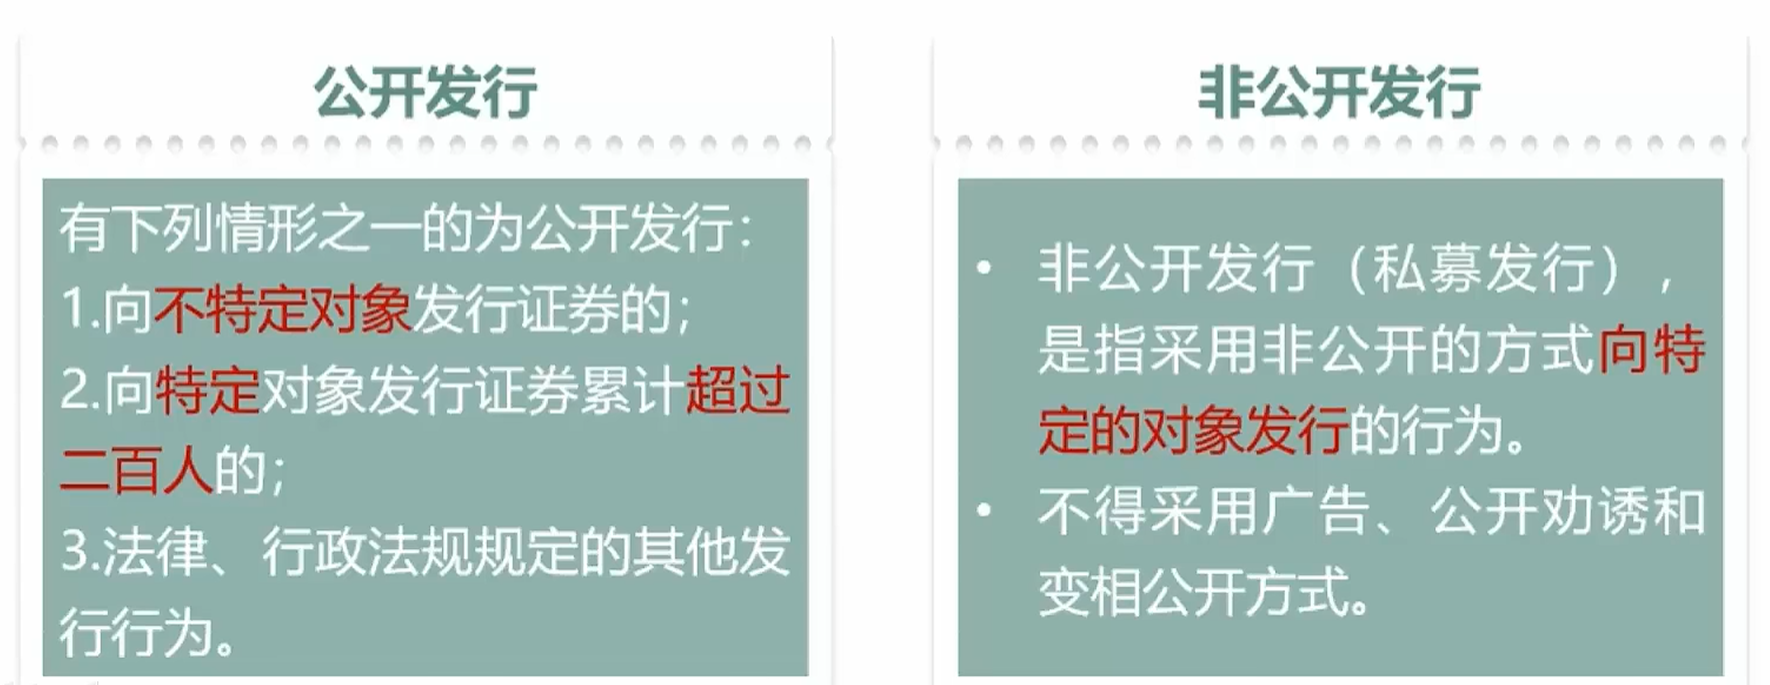 公开发行
有下列情形之一的为公开发行：
1.向不特定对象发行证券的；
2.向特定对象发行证券累计超过
二百人的；
3.法律、行政法规规定的其他发
行行为。
非公开发行
• 非公开发行（私募发行），
是指采用非公开的方式向特
定的对象发行的行为。
• 不得采用广告、公开劝诱和
变相公开方式。